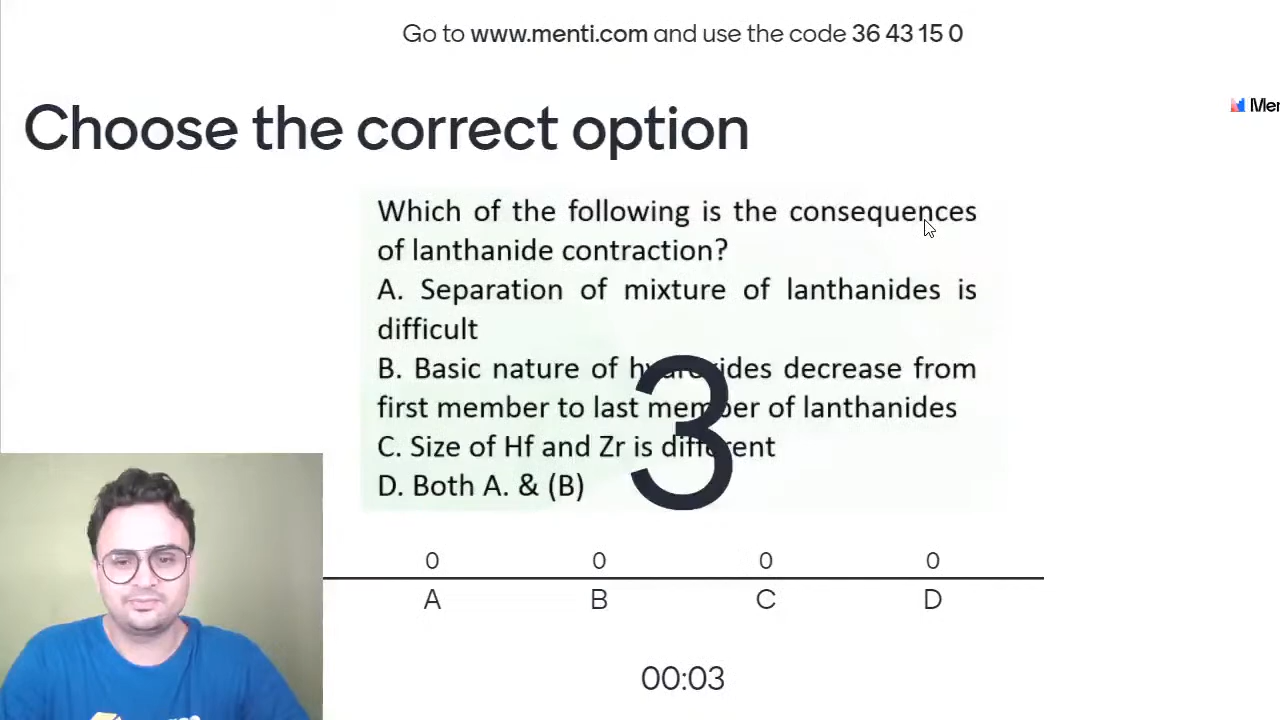 Go to www.menti.com and use the code 36 43 15 0
Choose the correct option
Which of the following is the consequences
of lanthanide contraction?
A. Separation of mixture of lanthanides is
difficult
B. Basic nature of hydroxides decrease from
first member to last member of lanthanides
C. Size of Hf and Zr is different
D. Both A. & (B)
3
0 0 0 0
A B C D
00:03